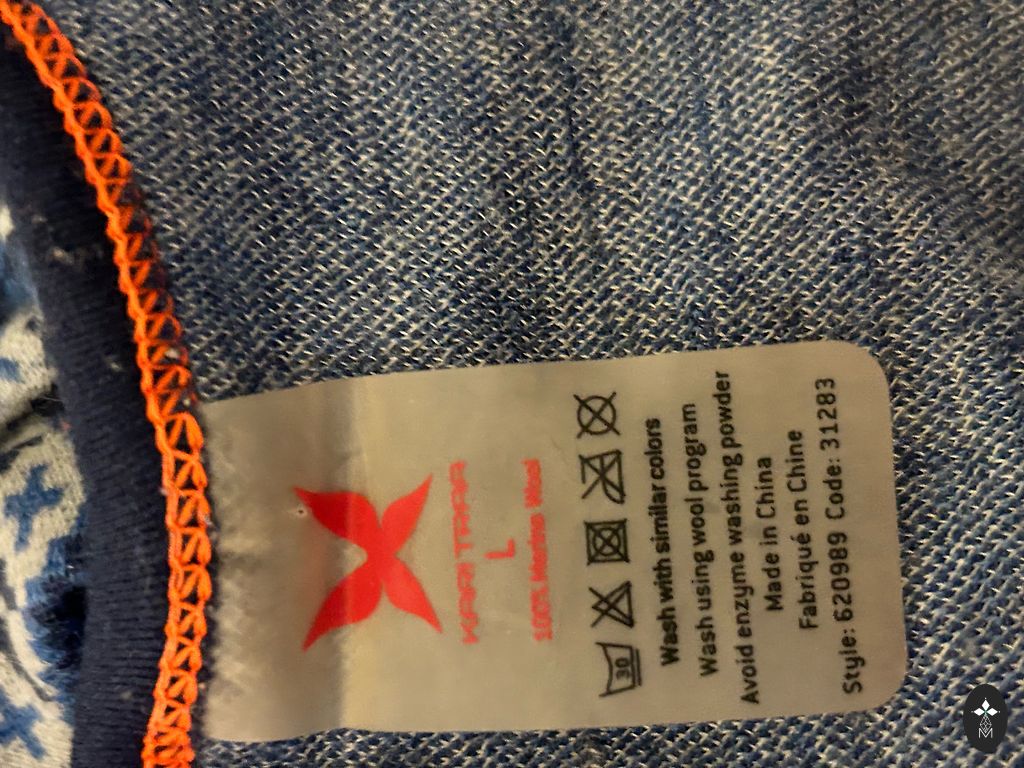 KARI TRAA
L
100% Merino Wool
30
Wash with similar colors
Wash using wool program
Avoid enzyme washing powder
Made in China
Fabriqué en Chine
Style: 620989 Code: 31283
M